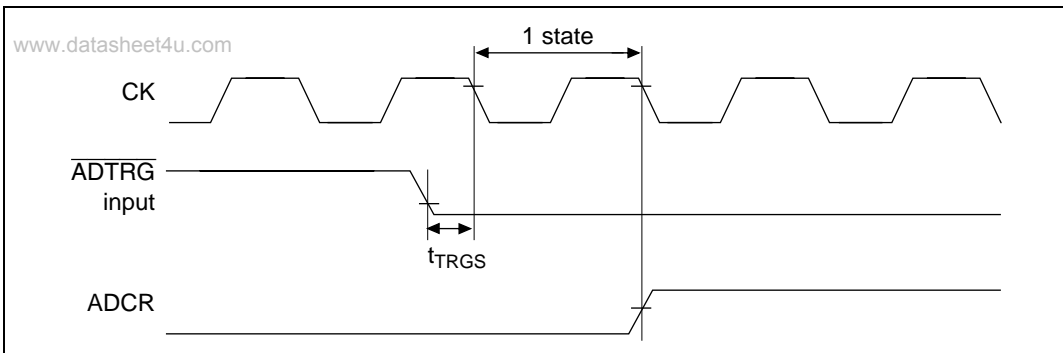 www.datasheet4u.com
1 state
CK
ADTRG
input
tTRGS
ADCR